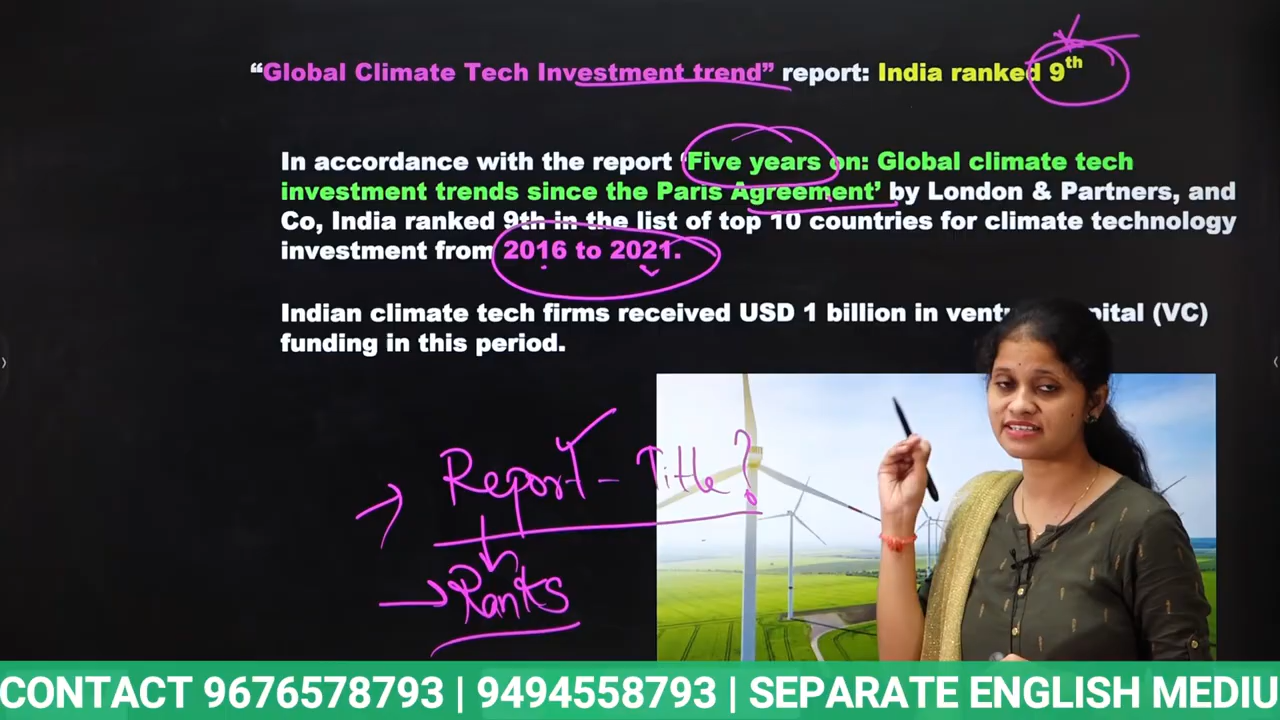 “Global Climate Tech Investment trend” report: India ranked 9th
In accordance with the report ‘Five years on: Global climate tech
investment trends since the Paris Agreement’ by London & Partners, and
Co, India ranked 9th in the list of top 10 countries for climate technology
investment from 2016 to 2021.
Indian climate tech firms received USD 1 billion in (VC)
funding in this period.
Report - Title?
Ranks
CONTACT 9676578793 | 9494558793 | SEPARATE ENGLISH MEDIU